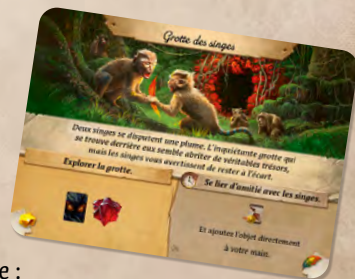 Grotte des singes
Deux singes se disputent une plume. L'inquiétante grotte qui
se trouve derrière eux semble abriter de véritables trésors,
mais les singes vous avertissent de rester à l'écart.
Explorer la grotte.
Se lier d'amitié avec les singes.
Et ajoutez l'objet directement
à votre main.
e :